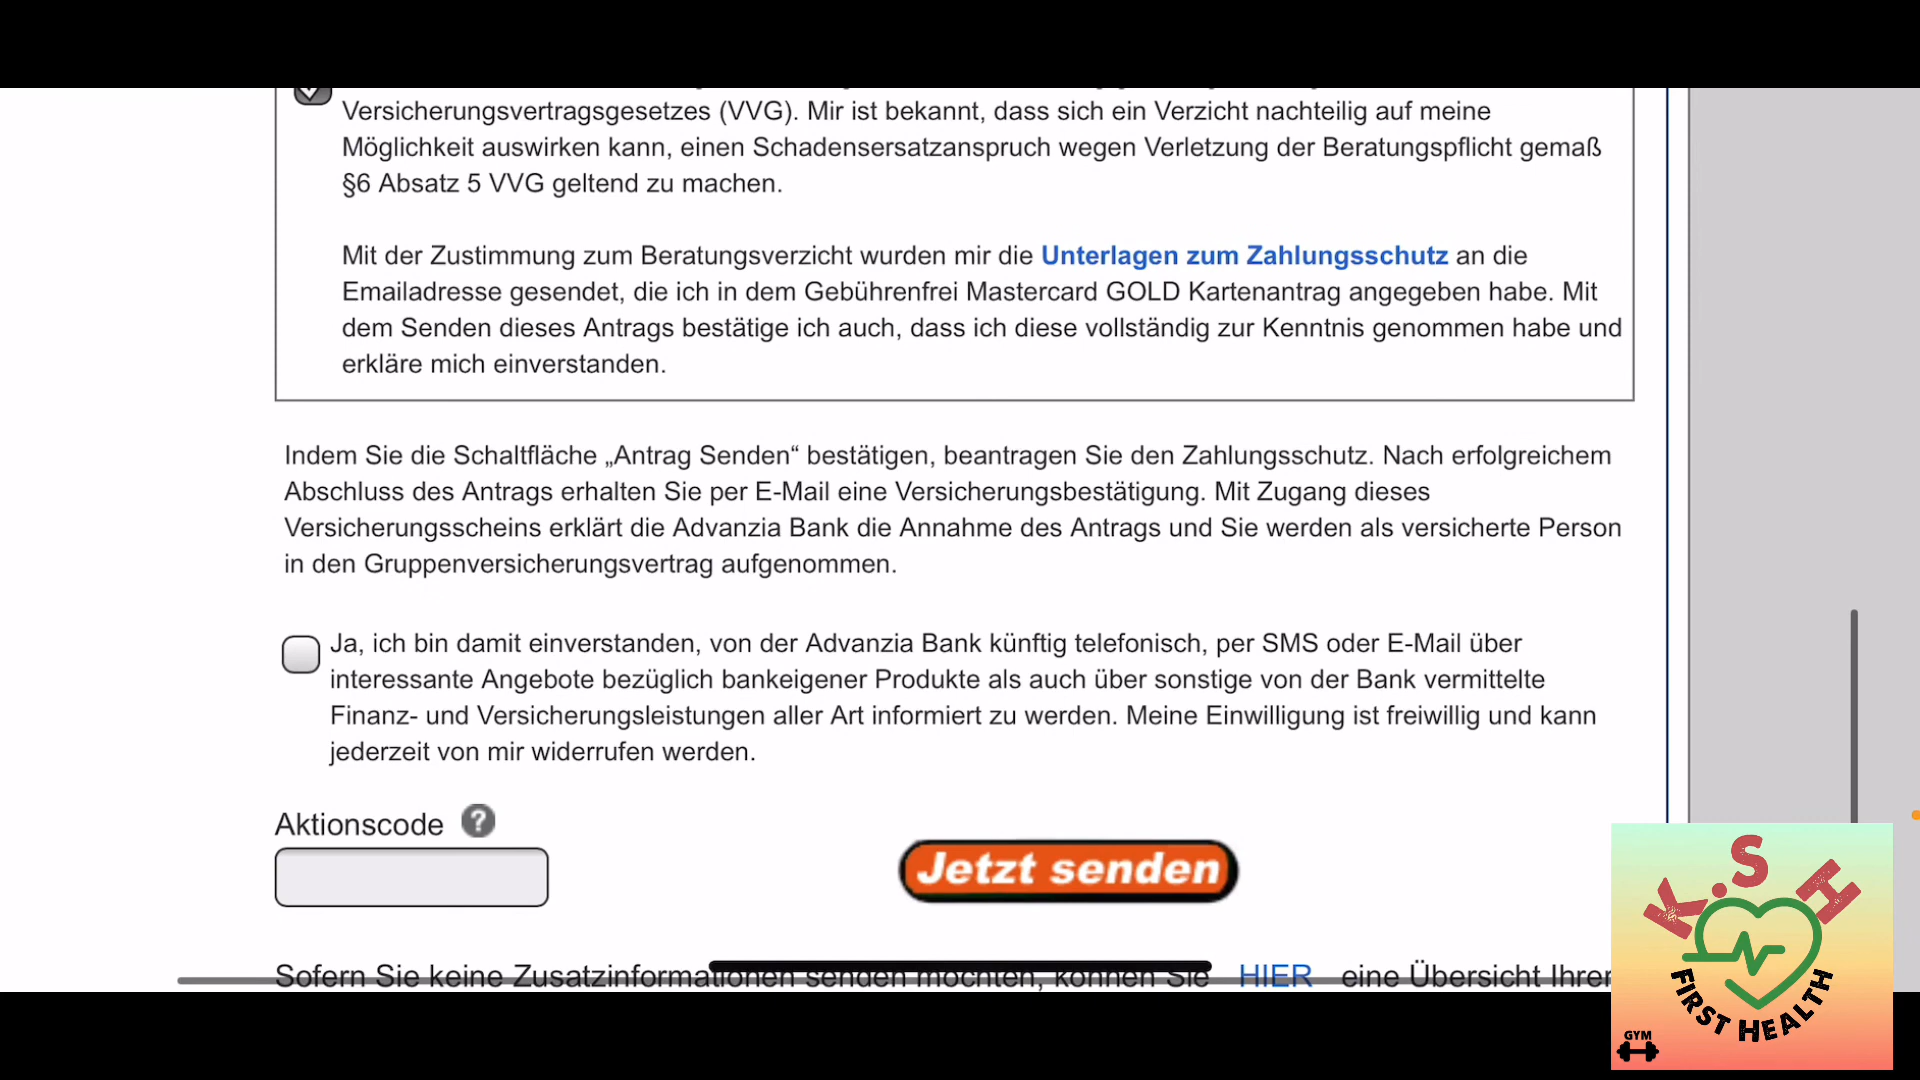 Versicherungsvertragsgesetzes (VVG). Mir ist bekannt, dass sich ein Verzicht nachteilig auf meine
Möglichkeit auswirken kann, einen Schadensersatzanspruch wegen Verletzung der Beratungspflicht gemaß
§6 Absatz 5 VVG geltend zu machen.
Mit der Zustimmung zum Beratungsverzicht wurden mir die Unterlagen zum Zahlungsschutz an die
Emailadresse gesendet, die ich in dem Gebührenfrei Mastercard GOLD Kartenantrag angegeben habe. Mit
dem Senden dieses Antrags bestätige ich auch, dass ich diese vollständig zur Kenntnis genommen habe und
erkläre mich einverstanden.
Indem Sie die Schaltfläche „Antrag Senden“ bestätigen, beantragen Sie den Zahlungsschutz. Nach erfolgreichem
Abschluss des Antrags erhalten Sie per E-Mail eine Versicherungsbestätigung. Mit Zugang dieses
Versicherungsscheins erklärt die Advanzia Bank die Annahme des Antrags und Sie werden als versicherte Person
in den Gruppenversicherungsvertrag aufgenommen.
Ja, ich bin damit einverstanden, von der Advanzia Bank künftig telefonisch, per SMS oder E-Mail über
interessante Angebote bezüglich bankeigener Produkte als auch über sonstige von der Bank vermittelte
Finanz- und Versicherungsleistungen aller Art informiert zu werden. Meine Einwilligung ist freiwillig und kann
jederzeit von mir widerrufen werden.
Aktionscode ?
Jetzt senden
Sofern Sie keine Zusatzinformationen senden möchten, können Sie HIER eine Übersicht Ihrer
K.SH
FIRST HEALTH
GYM